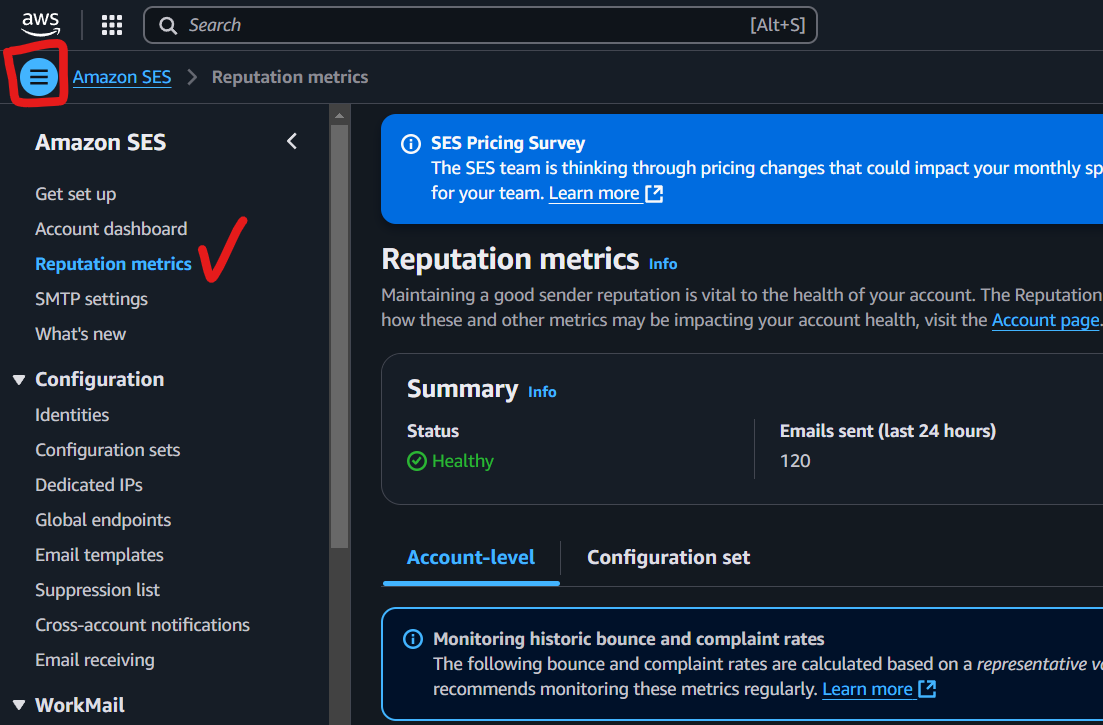 aws
Search [Alt+S]
Amazon SES > Reputation metrics
Amazon SES
Get set up
Account dashboard
Reputation metrics
SMTP settings
What's new
Configuration
Identities
Configuration sets
Dedicated IPs
Global endpoints
Email templates
Suppression list
Cross-account notifications
Email receiving
WorkMail
SES Pricing Survey
The SES team is thinking through pricing changes that could impact your monthly sp
for your team. Learn more
Reputation metrics Info
Maintaining a good sender reputation is vital to the health of your account. The Reputation
how these and other metrics may be impacting your account health, visit the Account page.
Summary Info
Status
Healthy
Emails sent (last 24 hours)
120
Account-level
Configuration set
Monitoring historic bounce and complaint rates
The following bounce and complaint rates are calculated based on a representative vo
recommends monitoring these metrics regularly. Learn more